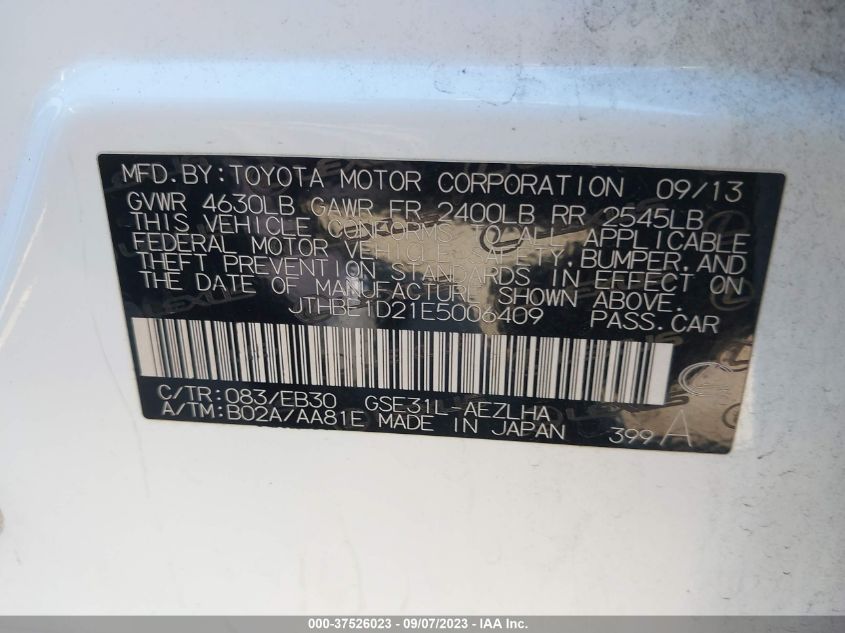 MFD. BY: TOYOTA MOTOR CORPORATION 09/13
GVWR 4630LB GAWR FR 2400LB RR 2545LB
THIS VEHICLE CONFORMS TO ALL APPLICABLE
FEDERAL MOTOR VEHICLE SAFETY, BUMPER, AND
THEFT PREVENTION STANDARDS IN EFFECT ON
THE DATE OF MANUFACTURE SHOWN ABOVE.
JTHBE1D21E5006409 PASS. CAR
C/TR: 083/EB30 GSE31L-AEZLHA
A/TM: B02A/AA81E MADE IN JAPAN 399 A
000-37526023 - 09/07/2023 - IAA Inc.